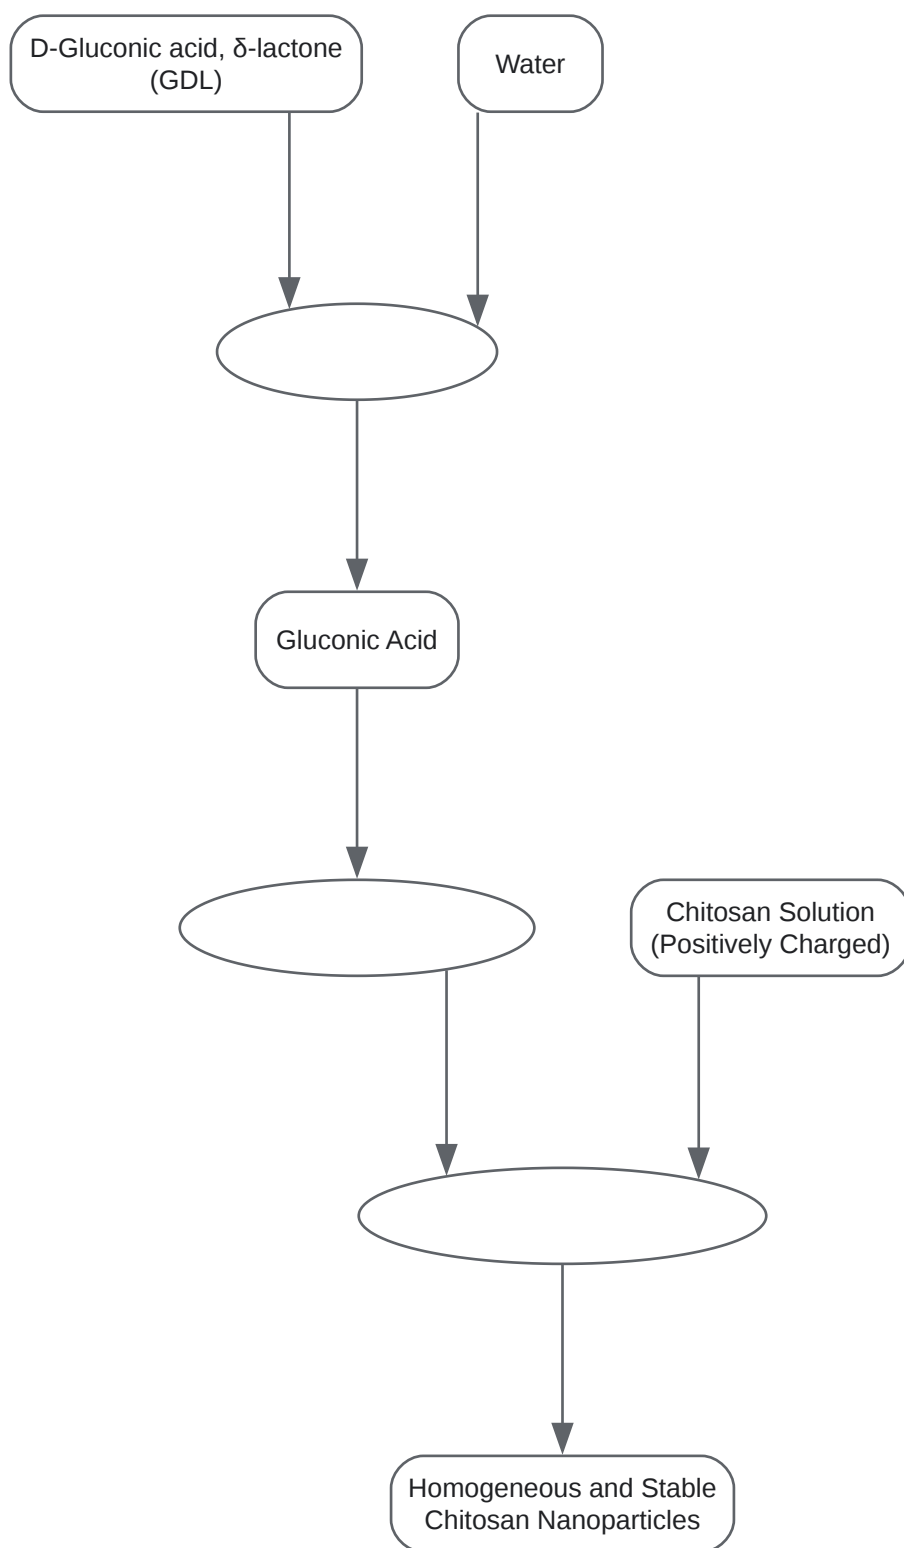 D-Gluconic acid, δ-lactone
(GDL)
Water
Gluconic Acid
Chitosan Solution
(Positively Charged)
Homogeneous and Stable
Chitosan Nanoparticles